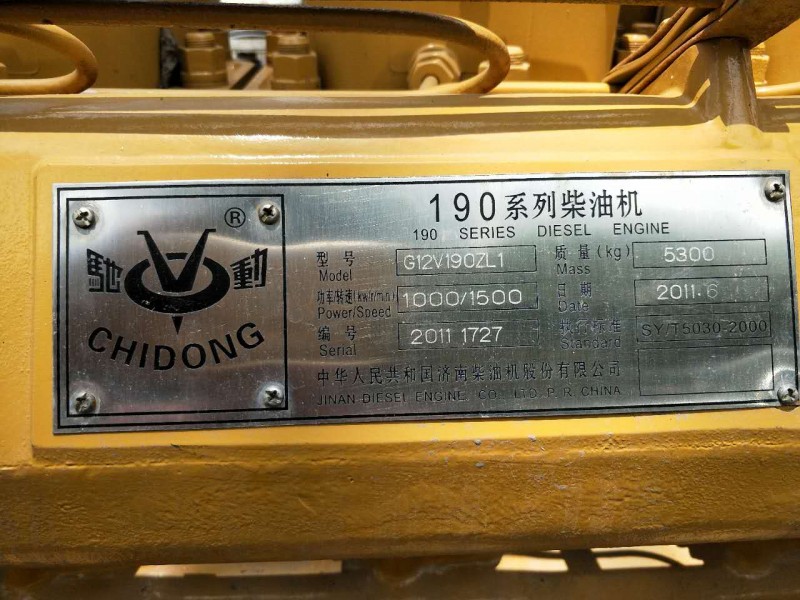 190系列柴油机
190 SERIES DIESEL ENGINE
®
馳 動
CHIDONG
型号 G12V190ZL1 质量(kg) 5300
Model Mass
功率/转速(kw/r/min) 1000/1500 日期 2011.6
Power/Speed Date
编号 2011 1727 执行标准 SY/T5030-2000
Serial Standard
中华人民共和国济南柴油机股份有限公司
JINAN DIESEL ENGINE CO. LTD. P. R. CHINA